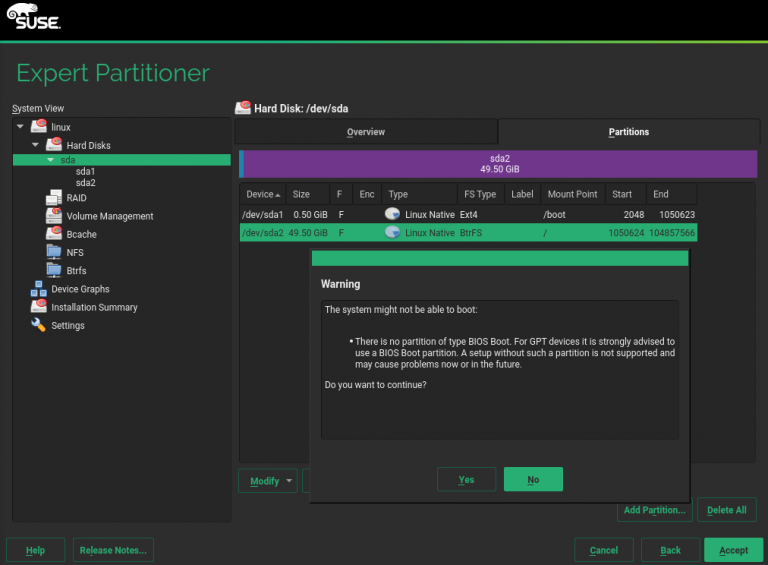 SUSE
Expert Partitioner
System View
linux
Hard Disks
sda
sda1
sda2
RAID
Volume Management
Bcache
NFS
Btrfs
Device Graphs
Installation Summary
Settings
Hard Disk: /dev/sda
Overview Partitions
sda2
49.50 GiB
Device Size F Enc Type FS Type Label Mount Point Start End
/dev/sda1 0.50 GiB F Linux Native Ext4 /boot 2048 1050623
/dev/sda2 49.50 GiB F Linux Native BtrFS / 1050624 104857566
Warning
The system might not be able to boot:
• There is no partition of type BIOS Boot. For GPT devices it is strongly advised to
use a BIOS Boot partition. A setup without such a partition is not supported and
may cause problems now or in the future.
Do you want to continue?
Yes No
Modify
Add Partition... Delete All
Help Release Notes... Cancel Back Accept